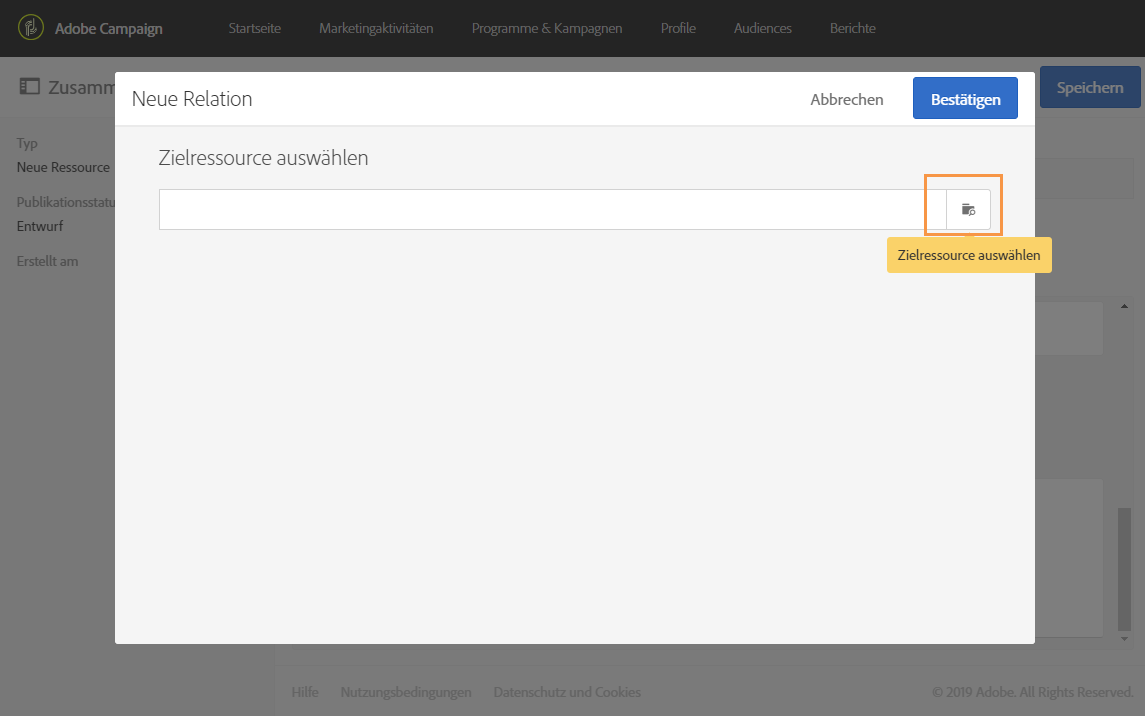 Adobe Campaign
Startseite
Marketingaktivitäten
Programme & Kampagnen
Profile
Audiences
Berichte
Zusamm
Speichern
Neue Relation
Abbrechen
Bestätigen
Typ
Neue Ressource
Publikationsstatu
Entwurf
Erstellt am
Zielressource auswählen
Zielressource auswählen
Hilfe
Nutzungsbedingungen
Datenschutz und Cookies
© 2019 Adobe. All Rights Reserved.